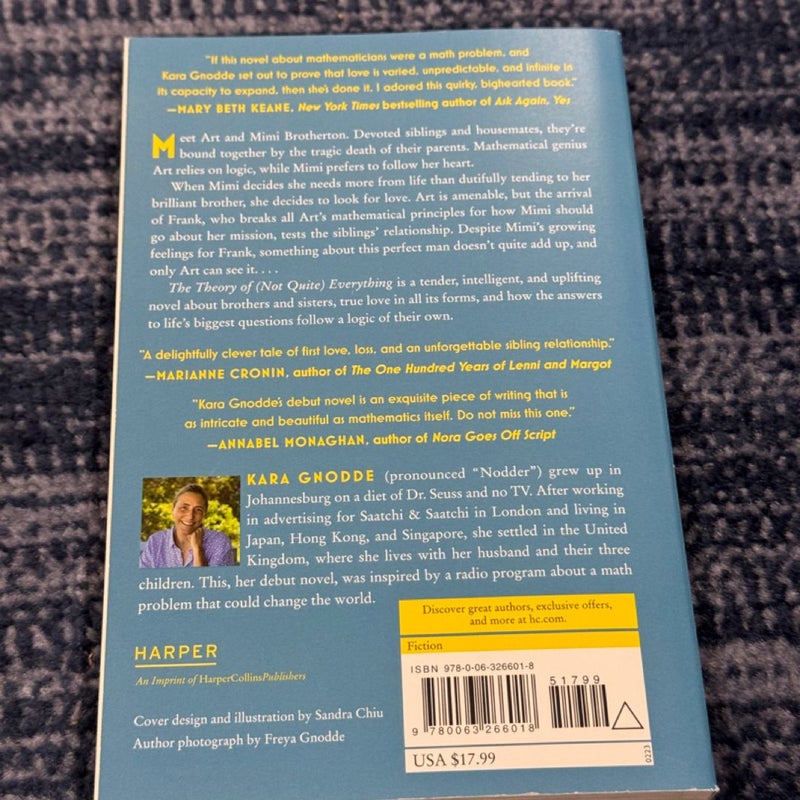 "If this novel about mathematicians were a math problem, and
Kara Gnodde set out to prove that love is varied, unpredictable, and infinite in
its capacity to expand, then she's done it. I adored this quirky, bighearted book."
—MARY BETH KEANE, New York Times bestselling author of Ask Again, Yes
Meet Art and Mimi Brotherton. Devoted siblings and housemates, they're
bound together by the tragic death of their parents. Mathematical genius
Art relies on logic, while Mimi prefers to follow her heart.
When Mimi decides she needs more from life than dutifully tending to her
brilliant brother, she decides to look for love. Art is amenable, but the arrival
of Frank, who breaks all Art's mathematical principles for how Mimi should
go about her mission, tests the siblings' relationship. Despite Mimi's growing
feelings for Frank, something about this perfect man doesn't quite add up, and
only Art can see it. . . .
The Theory of (Not Quite) Everything is a tender, intelligent, and uplifting
novel about brothers and sisters, true love in all its forms, and how the answers
to life's biggest questions follow a logic of their own.
"A delightfully clever tale of first love, loss, and an unforgettable sibling relationship."
—MARIANNE CRONIN, author of The One Hundred Years of Lenni and Margot
"Kara Gnodde's debut novel is an exquisite piece of writing that is
as intricate and beautiful as mathematics itself. Do not miss this one."
—ANNABEL MONAGHAN, author of Nora Goes Off Script
KARA GNODDE (pronounced "Nodder") grew up in
Johannesburg on a diet of Dr. Seuss and no TV. After working
in advertising for Saatchi & Saatchi in London and living in
Japan, Hong Kong, and Singapore, she settled in the United
Kingdom, where she lives with her husband and their three
children. This, her debut novel, was inspired by a radio program about a math
problem that could change the world.
HARPER
An Imprint of HarperCollinsPublishers
Cover design and illustration by Sandra Chiu
Author photograph by Freya Gnodde
Discover great authors, exclusive offers,
and more at hc.com.
Fiction
ISBN 978-0-06-326601-8
51799
9 780063 266018
USA $17.99
0223